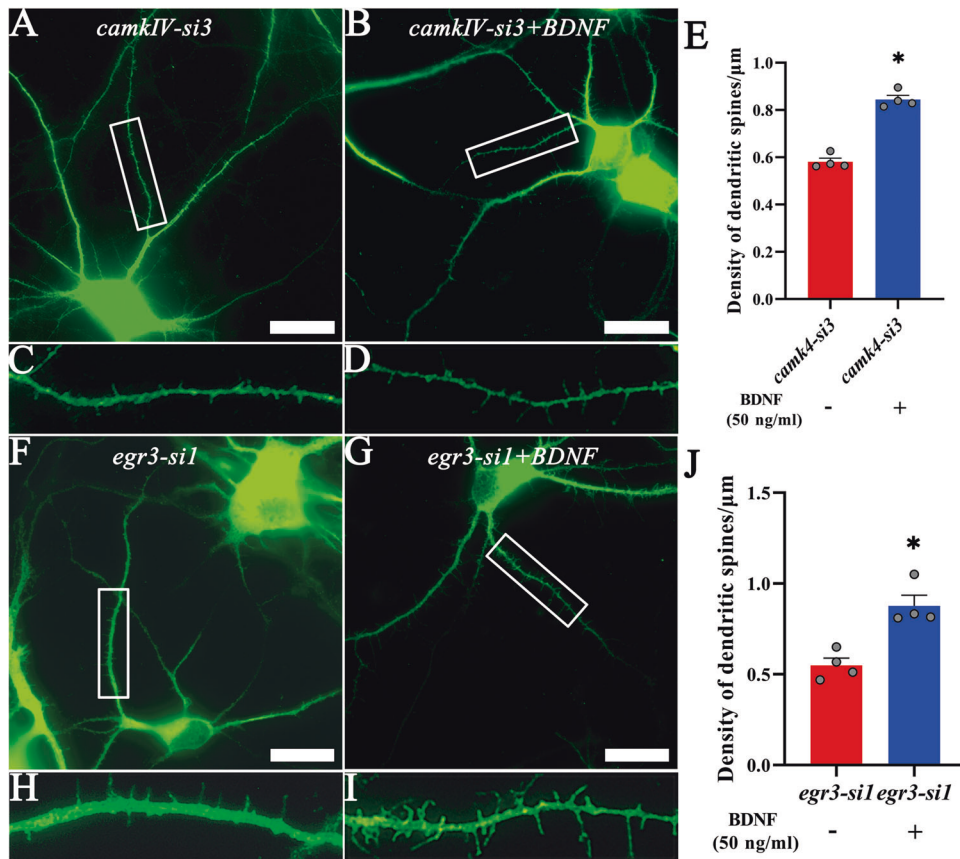 A
camkIV-si3
B
camkIV-si3+BDNF
C
D
E
Density of dendritic spines/μm
1.0
0.8
0.6
0.8
0.2
0.0
*
camk4-si3
camk4-si3
BDNF
(50 ng/ml)
-
+
F
egr3-si1
G
egr3-si1+BDNF
H
I
J
Density of dendritic spines/μm
1.5
1.0
0.5
0.0
*
egr3-si1 egr3-si1
BDNF
(50 ng/ml)
-
+